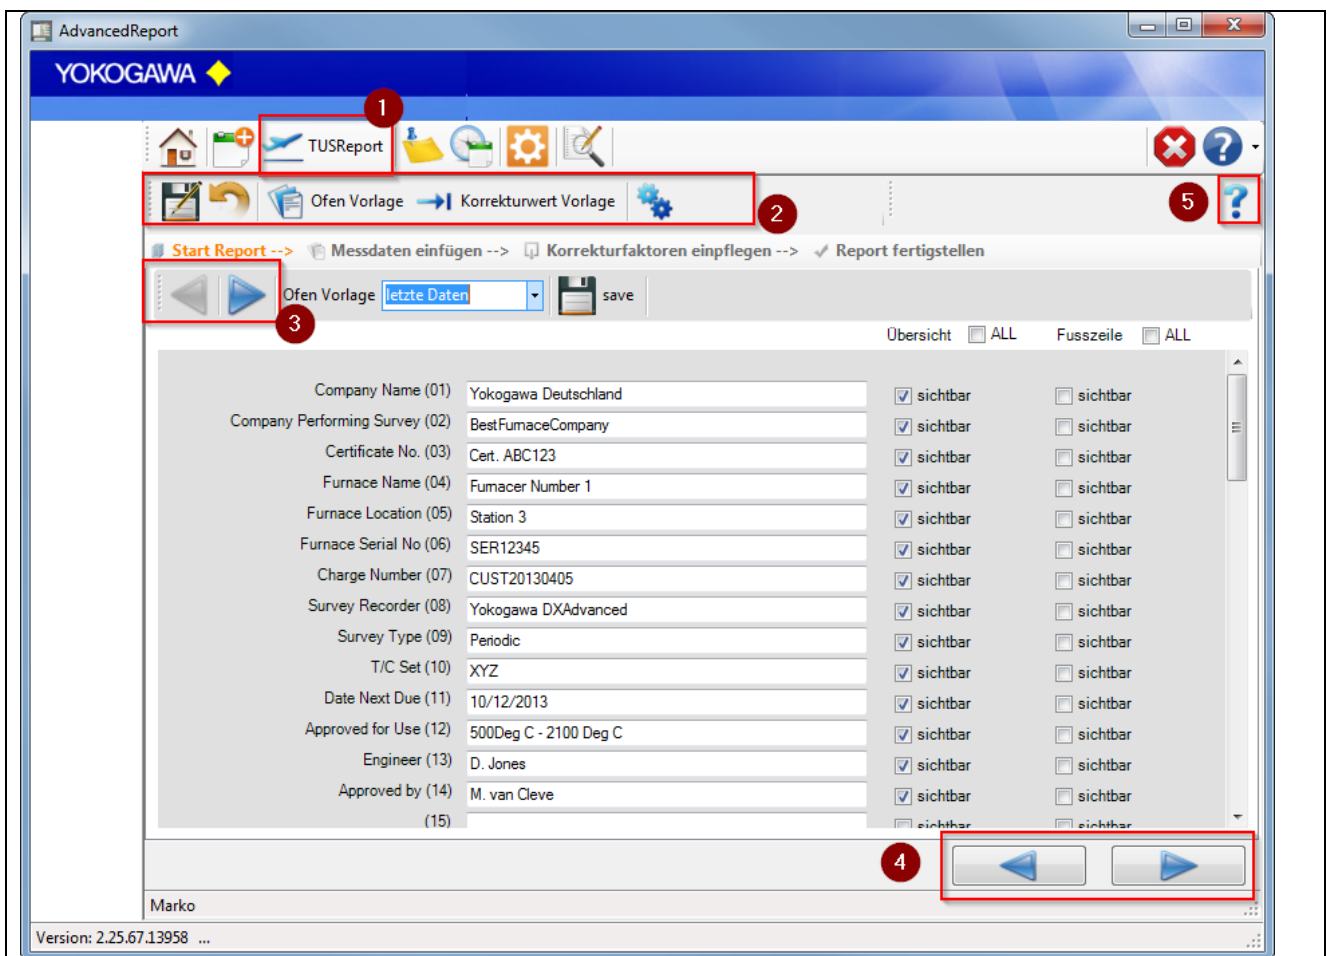 AdvancedReport
YOKOGAWA
1
TUSReport
Ofen Vorlage Korrekturwert Vorlage
2
5
?
Start Report --> Messdaten einfügen --> Korrekturfaktoren einpflegen --> Report fertigstellen
Ofen Vorlage letzte Daten save
3
Übersicht ALL Fusszeile ALL
Company Name (01) Yokogawa Deutschland sichtbar sichtbar
Company Performing Survey (02) BestFurnaceCompany sichtbar sichtbar
Certificate No. (03) Cert. ABC123 sichtbar sichtbar
Furnace Name (04) Furnacer Number 1 sichtbar sichtbar
Furnace Location (05) Station 3 sichtbar sichtbar
Furnace Serial No (06) SER12345 sichtbar sichtbar
Charge Number (07) CUST20130405 sichtbar sichtbar
Survey Recorder (08) Yokogawa DXAdvanced sichtbar sichtbar
Survey Type (09) Periodic sichtbar sichtbar
T/C Set (10) XYZ sichtbar sichtbar
Date Next Due (11) 10/12/2013 sichtbar sichtbar
Approved for Use (12) 500Deg C - 2100 Deg C sichtbar sichtbar
Engineer (13) D. Jones sichtbar sichtbar
Approved by (14) M. van Cleve sichtbar sichtbar
(15) sichtbar sichtbar
4
Marko
Version: 2.25.67.13958 ...